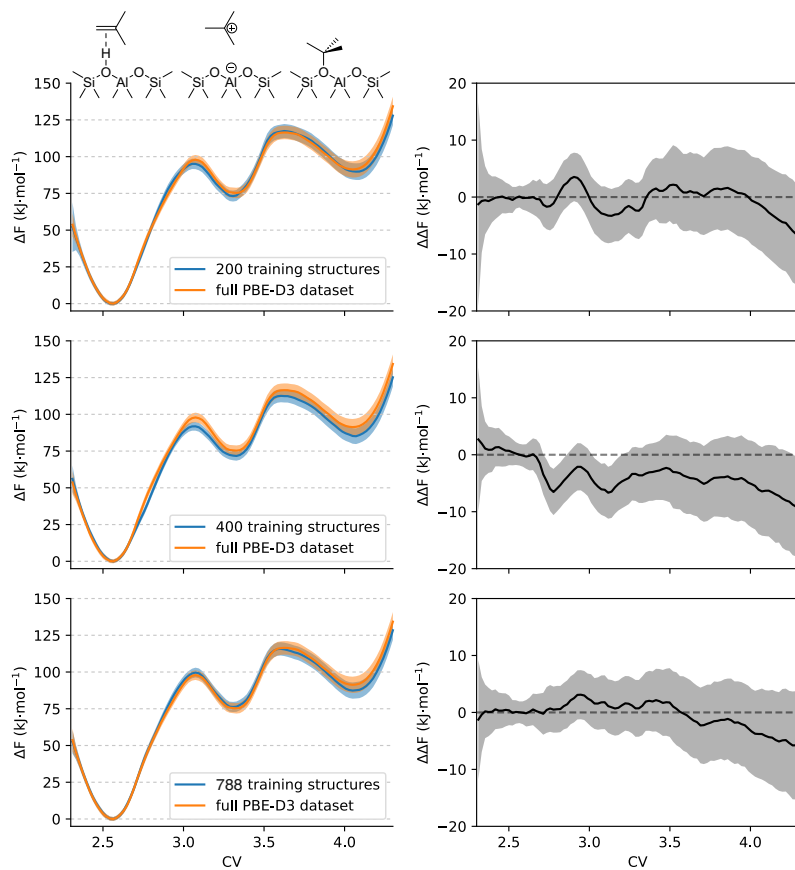 H
⊕
⊖
Si O Al O Si
Si O Al O Si
Si O Al O Si
150
125
100
75
50
25
0
ΔF (kJ·mol⁻¹)
200 training structures
full PBE-D3 dataset
20
10
0
−10
−20
ΔΔF (kJ·mol⁻¹)
150
125
100
75
50
25
0
ΔF (kJ·mol⁻¹)
400 training structures
full PBE-D3 dataset
20
10
0
−10
−20
ΔΔF (kJ·mol⁻¹)
150
125
100
75
50
25
0
ΔF (kJ·mol⁻¹)
788 training structures
full PBE-D3 dataset
2.5 3.0 3.5 4.0
CV
20
10
0
−10
−20
ΔΔF (kJ·mol⁻¹)
2.5 3.0 3.5 4.0
CV